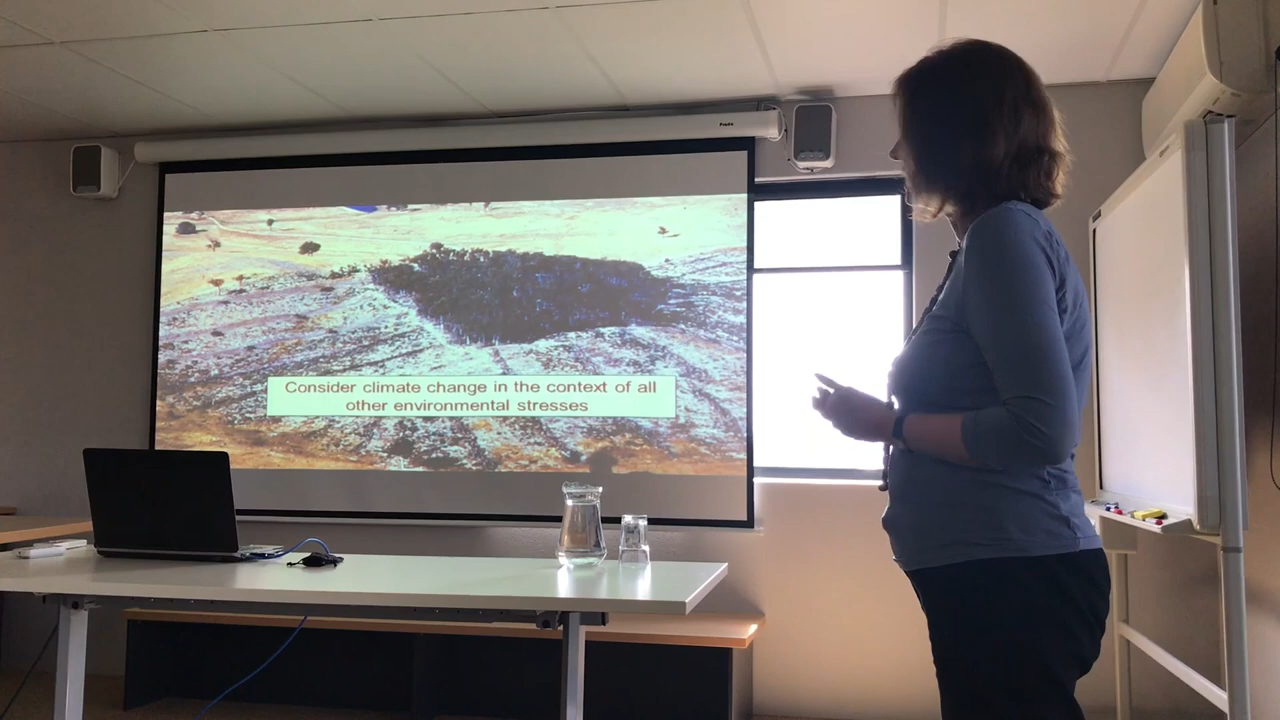 Consider climate change in the context of all
other environmental stresses